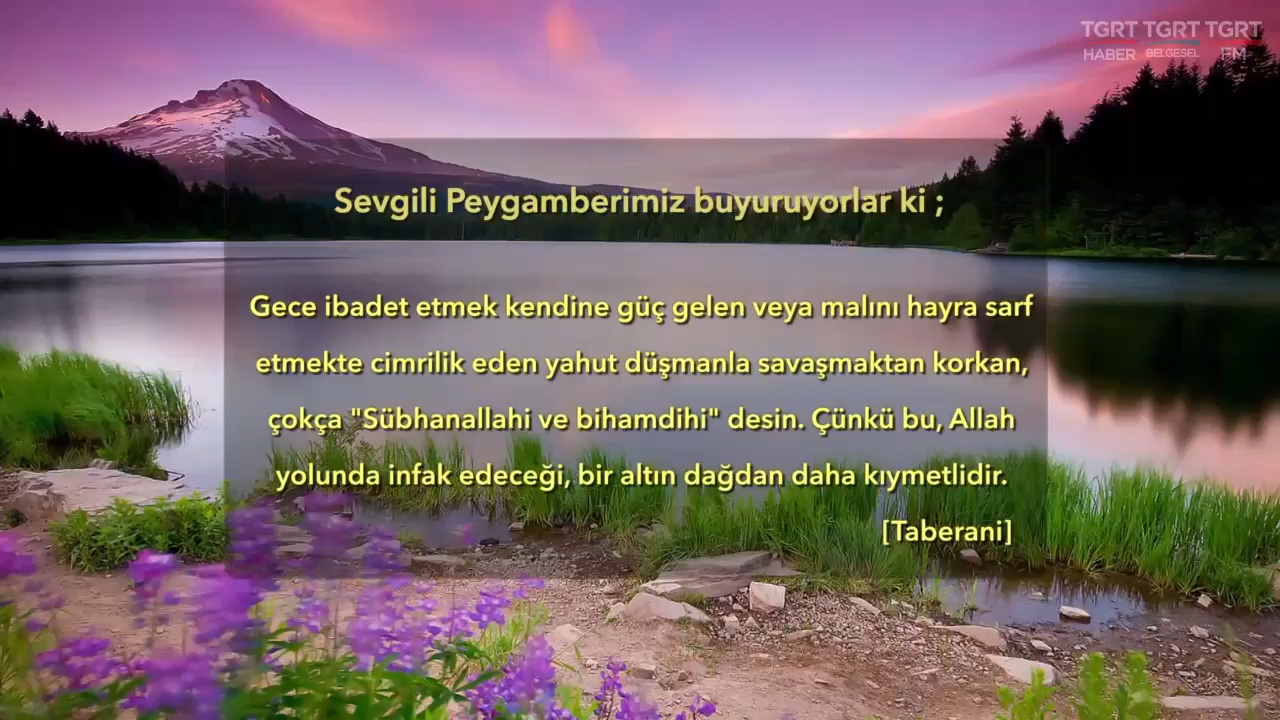 TGRT TGRT TGRT
HABER BELGESEL FM
Sevgili Peygamberimiz buyuruyorlar ki ;
Gece ibadet etmek kendine güç gelen veya malını hayra sarf
etmekte cimrilik eden yahut düşmanla savaşmaktan korkan,
çokça "Sübhanallahi ve bihamdihi" desin. Çünkü bu, Allah
yolunda infak edeceği, bir altın dağdan daha kıymetlidir.
[Taberani]